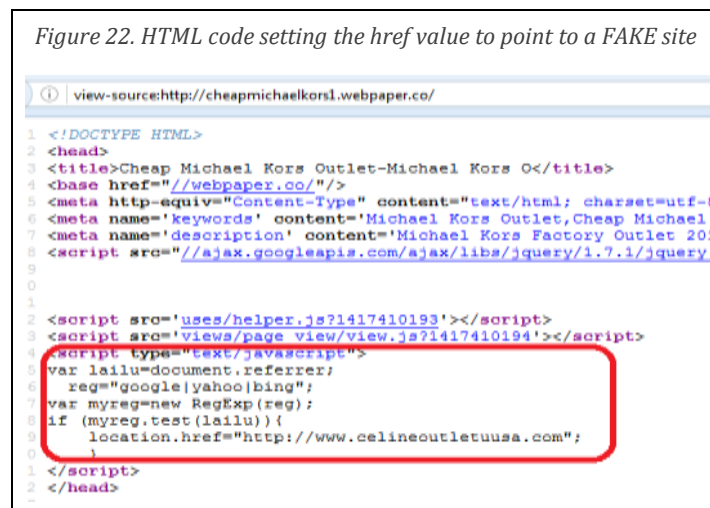 Figure 22. HTML code setting the href value to point to a FAKE site
view-source:http://cheapmichaelkors1.webpaper.co/
1 <!DOCTYPE HTML>
2 <head>
3 <title>Cheap Michael Kors Outlet-Michael Kors O</title>
4 <base href="//webpaper.co/"/>
5 <meta http-equiv="Content-Type" content="text/html; charset=utf-8
6 <meta name='keywords' content='Michael Kors Outlet,Cheap Michael
7 <meta name='description' content='Michael Kors Factory Outlet 20
8 <script src="//ajax.googleapis.com/ajax/libs/jquery/1.7.1/jquery
9
0
1
2 <script src='uses/helper.js?1417410193'></script>
3 <script src='views/page_view/view.js?1417410194'></script>
4 <script type="text/javascript">
5 var lailu=document.referrer;
6 reg="google|yahoo|bing";
7 var myreg=new RegExp(reg);
8 if (myreg.test(lailu)){
9 location.href="http://www.celineoutletuusa.com";
0 }
1 </script>
2 </head>